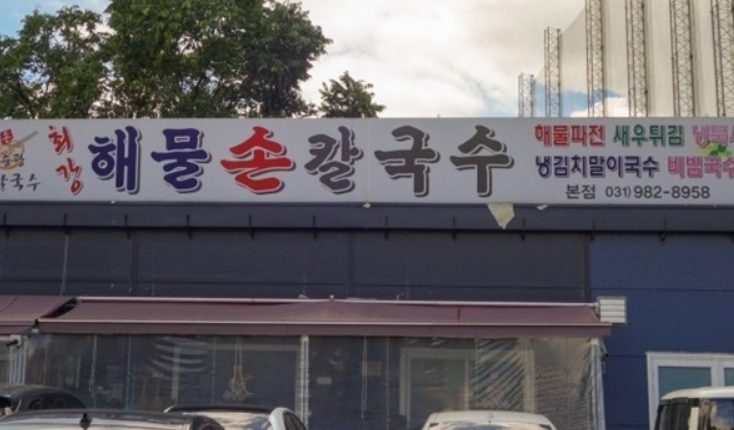 최강
해물손칼국수
해물파전 새우튀김
냉김치말이국수 비빔국수
본점 031) 982-8958